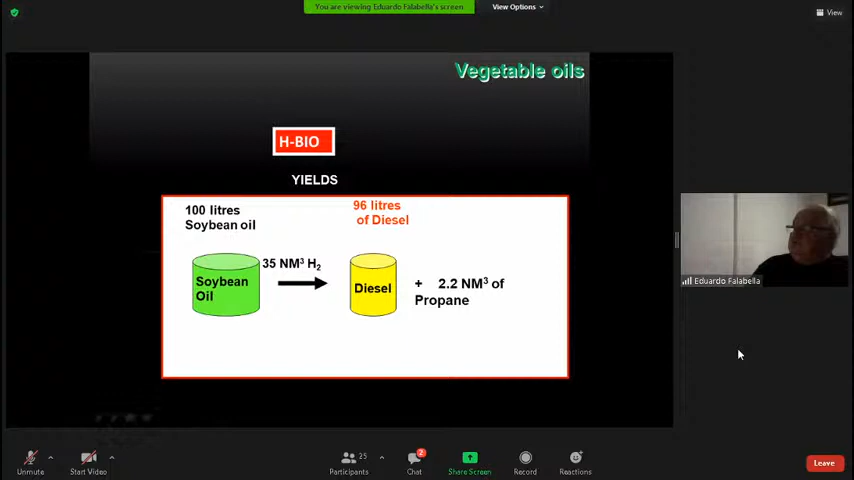 You are viewing Eduardo Falabella's screen
View Options
View
Vegetable oils
H-BIO
YIELDS
100 litres
Soybean oil
96 litres
of Diesel
35 NM³ H₂
Soybean
Oil
Diesel
+ 2.2 NM³ of
Propane
Eduardo Falabella
Unmute
Start Video
25
Participants
2
Chat
Share Screen
Record
Reactions
Leave